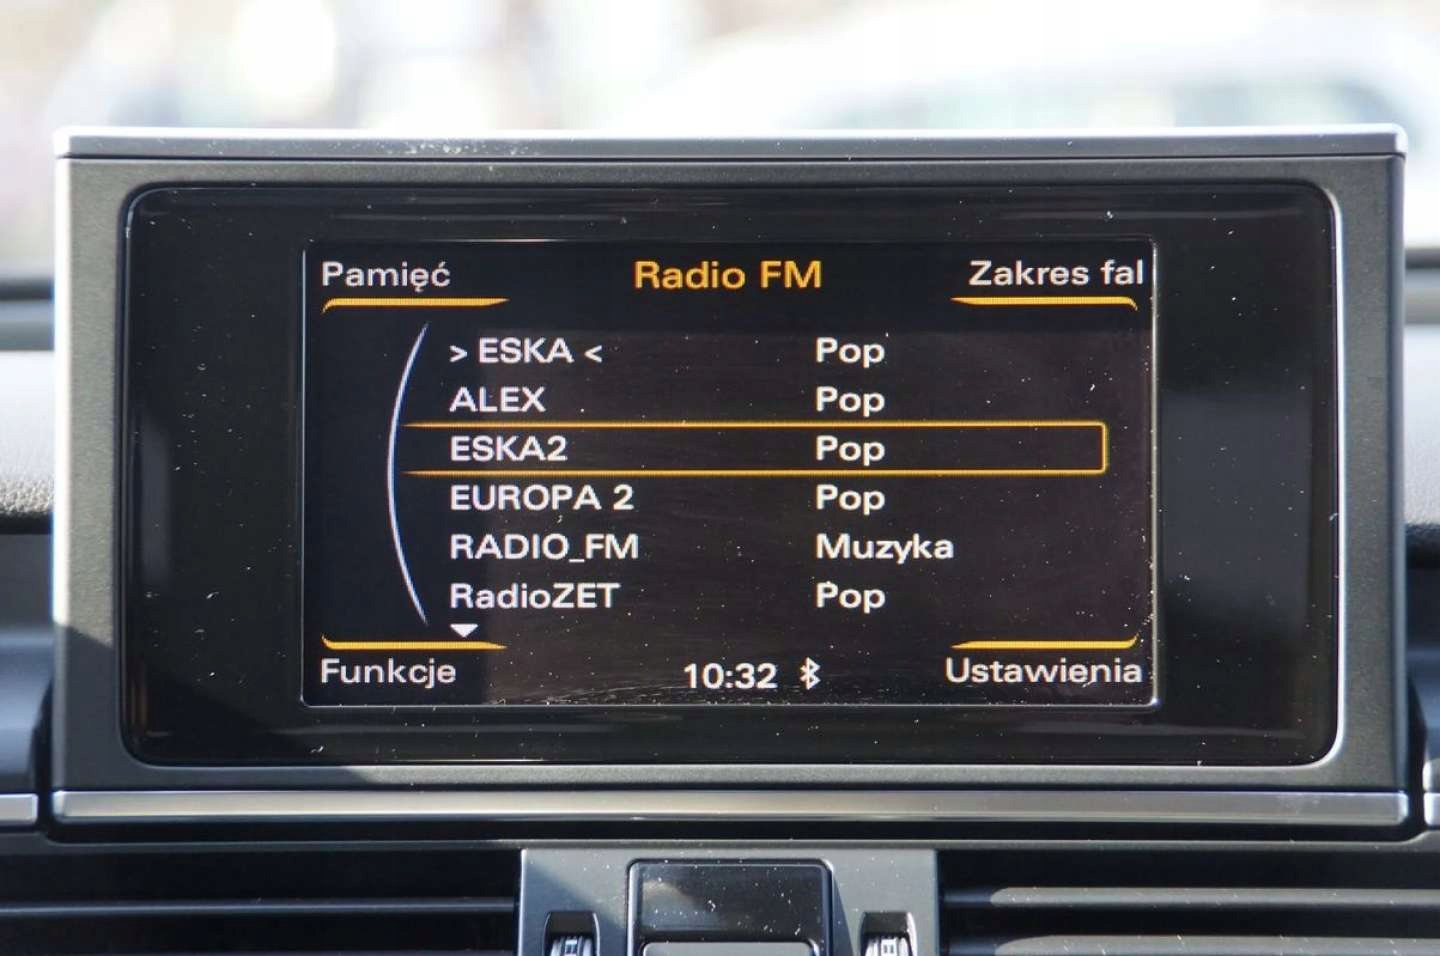 Pamięć Radio FM Zakres fal
> ESKA < Pop
ALEX Pop
ESKA2 Pop
EUROPA 2 Pop
RADIO_FM Muzyka
RadioZET Pop
Funkcje 10:32 Ustawienia